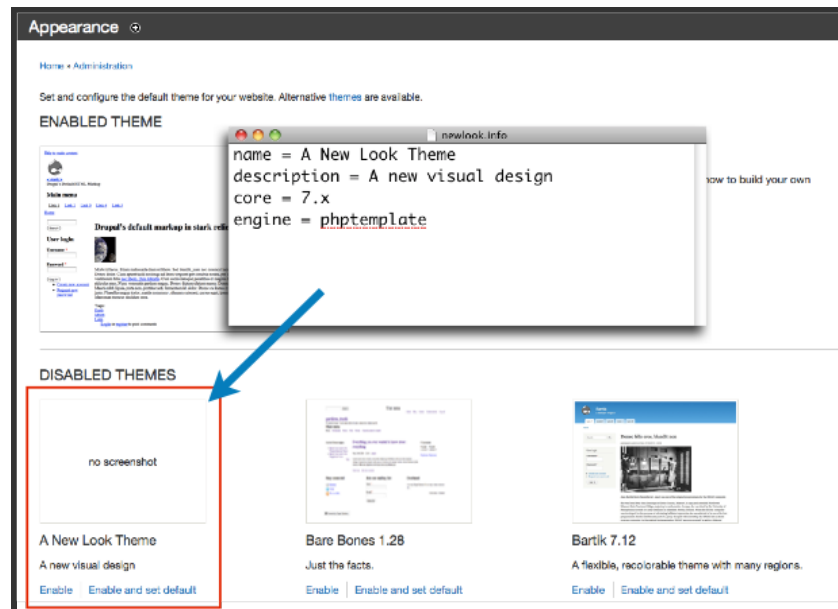 Appearance
Home » Administration
Set and configure the default theme for your website. Alternative themes are available.
ENABLED THEME
newlook.info
name = A New Look Theme
description = A new visual design
core = 7.x
engine = phptemplate
how to build your own
Main menu
Drupal's default markup in stark reli
User login
DISABLED THEMES
no screenshot
A New Look Theme
A new visual design
Enable Enable and set default
Bare Bones 1.28
Just the facts.
Enable Enable and set default
Bartik 7.12
A flexible, recolorable theme with many regions.
Enable Enable and set default